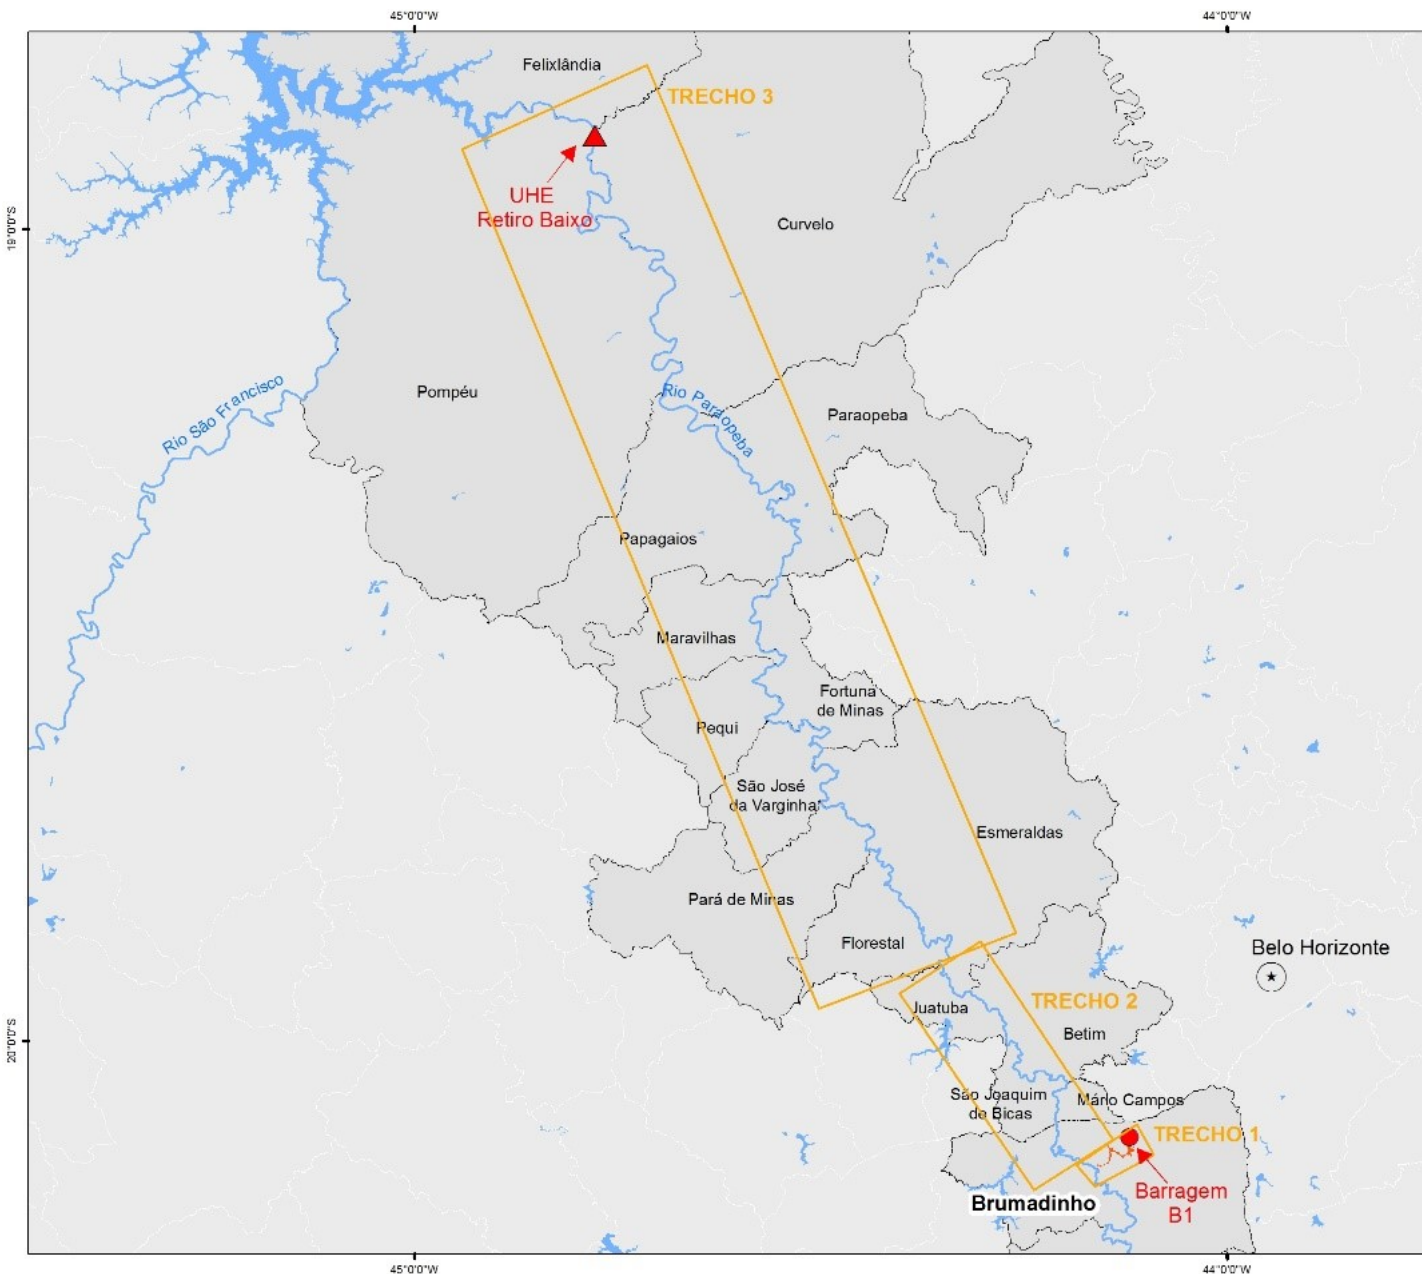 45°0'0"W
44°0'0"W
Felixlândia
TRECHO 3
UHE
Retiro Baixo
Curvelo
19°0'0"S
Pompéu
Rio São Francisco
Rio Paraopeba
Paraopeba
Papagaios
Maravilhas
Fortuna
de Minas
Pequi
São José
da Varginha
Esmeraldas
Pará de Minas
Florestal
Belo Horizonte
TRECHO 2
Juatuba
Betim
20°0'0"S
São Joaquim
de Bicas
Mário Campos
TRECHO 1
Barragem
B1
Brumadinho
45°0'0"W
44°0'0"W